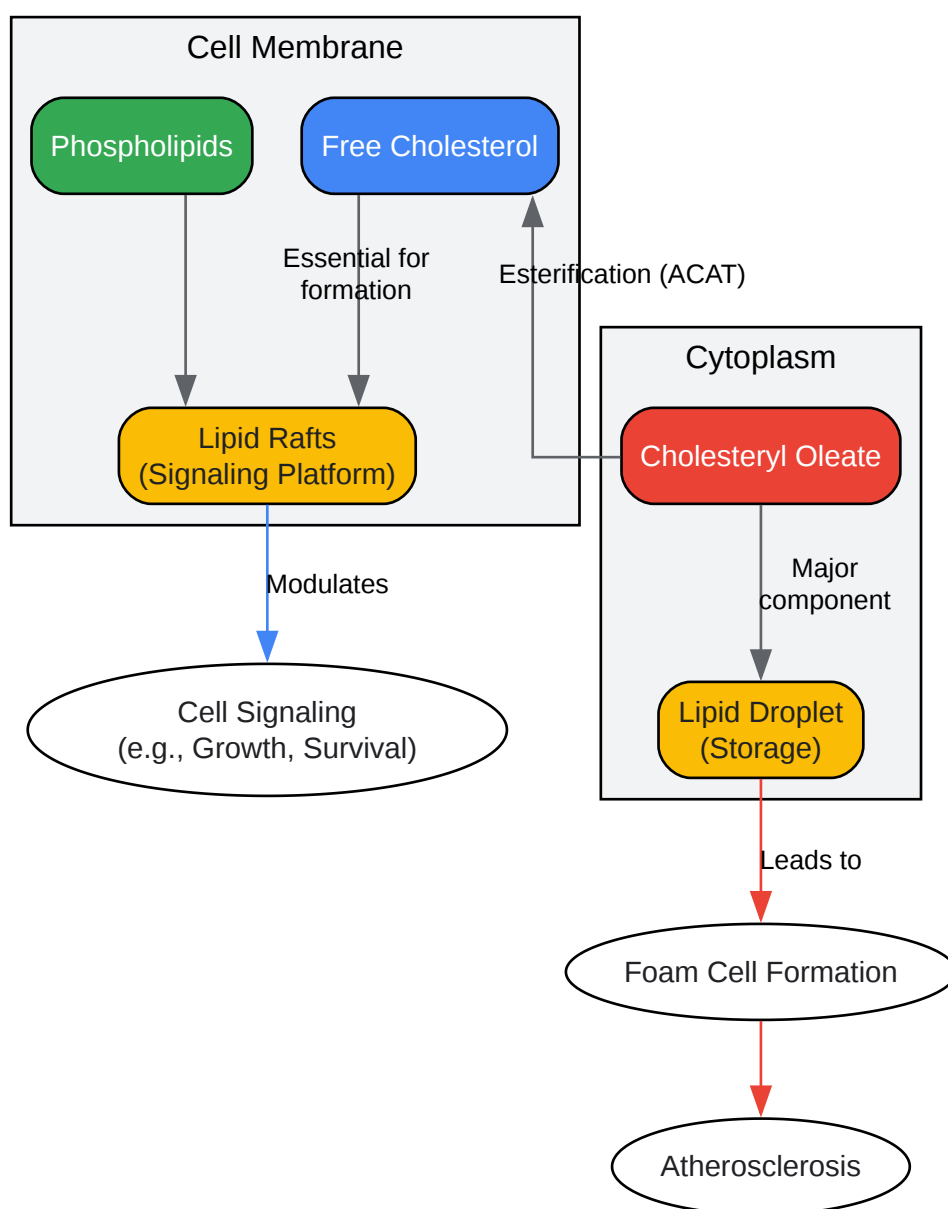 Cell Membrane
Phospholipids
Free Cholesterol
Essential for
formation
Esterification (ACAT)
Cytoplasm
Lipid Rafts
(Signaling Platform)
Cholesteryl Oleate
Modulates
Major
component
Cell Signaling
(e.g., Growth, Survival)
Lipid Droplet
(Storage)
Leads to
Foam Cell Formation
Atherosclerosis